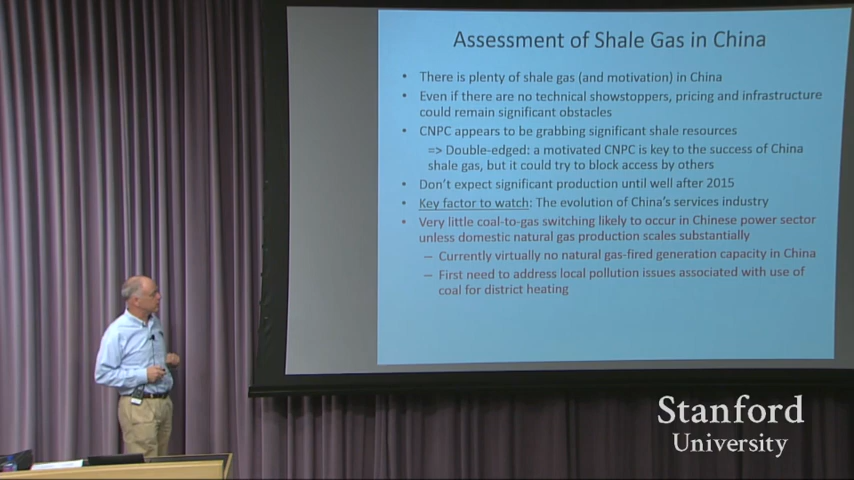 Assessment of Shale Gas in China
• There is plenty of shale gas (and motivation) in China
• Even if there are no technical showstoppers, pricing and infrastructure
could remain significant obstacles
• CNPC appears to be grabbing significant shale resources
=> Double-edged: a motivated CNPC is key to the success of China
shale gas, but it could try to block access by others
• Don't expect significant production until well after 2015
• Key factor to watch: The evolution of China's services industry
• Very little coal-to-gas switching likely to occur in Chinese power sector
unless domestic natural gas production scales substantially
– Currently virtually no natural gas-fired generation capacity in China
– First need to address local pollution issues associated with use of
coal for district heating
Stanford
University